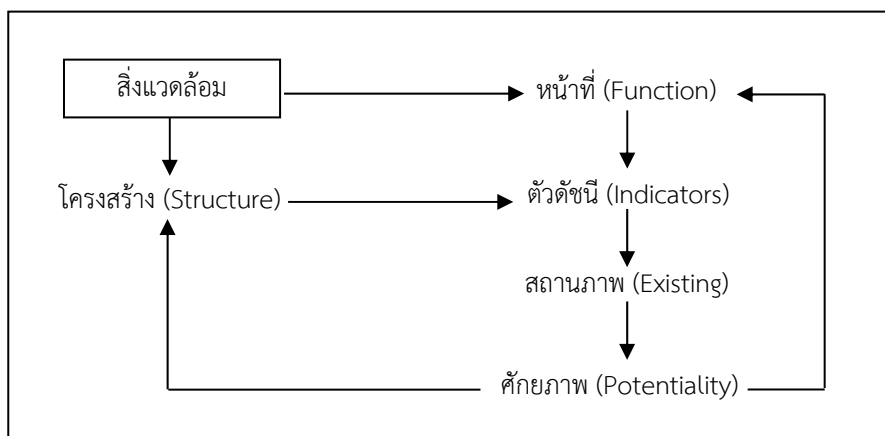 สิ่งแวดล้อม
หน้าที่ (Function)
โครงสร้าง (Structure)
ตัวดัชนี (Indicators)
สถานภาพ (Existing)
ศักยภาพ (Potentiality)